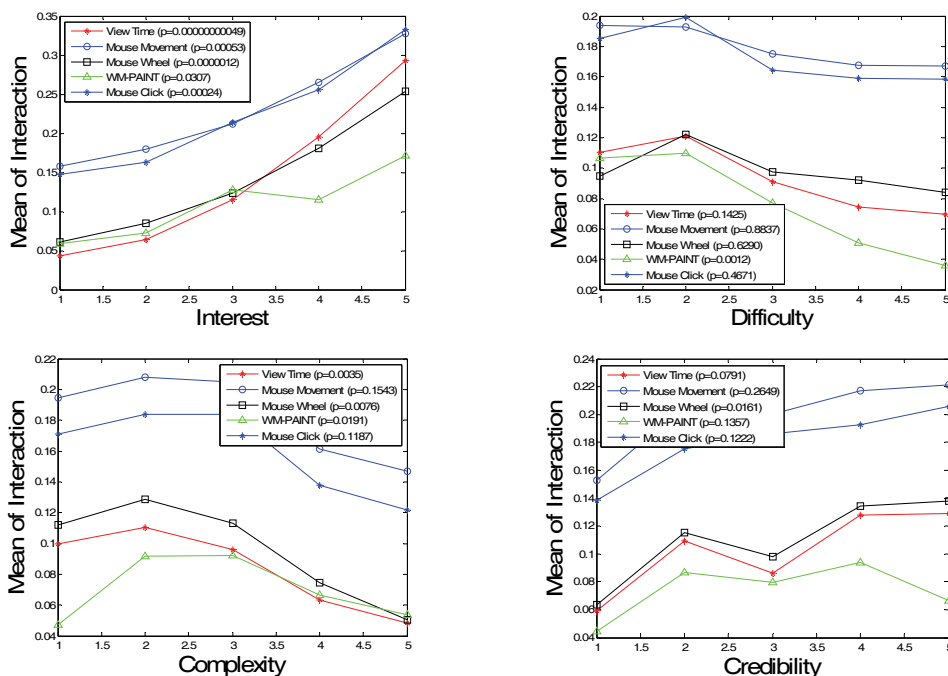 0.35
0.3
0.25
0.2
0.15
0.1
0.05
0
Mean of Interaction
View Time (p=0.00000000049)
Mouse Movement (p=0.00053)
Mouse Wheel (p=0.0000012)
WM-PAINT (p=0.0307)
Mouse Click (p=0.00024)
1 1.5 2 2.5 3 3.5 4 4.5 5
Interest
0.2
0.18
0.16
0.14
0.12
0.1
0.08
0.06
0.04
0.02
Mean of Interaction
View Time (p=0.1425)
Mouse Movement (p=0.8837)
Mouse Wheel (p=0.6290)
WM-PAINT (p=0.0012)
Mouse Click (p=0.4671)
1 1.5 2 2.5 3 3.5 4 4.5 5
Difficulty
0.22
0.2
0.18
0.16
0.14
0.12
0.1
0.08
0.06
0.04
Mean of Interaction
View Time (p=0.0035)
Mouse Movement (p=0.1543)
Mouse Wheel (p=0.0076)
WM-PAINT (p=0.0191)
Mouse Click (p=0.1187)
1 1.5 2 2.5 3 3.5 4 4.5 5
Complexity
0.24
0.22
0.2
0.18
0.16
0.14
0.12
0.1
0.08
0.06
0.04
Mean of Interaction
View Time (p=0.0791)
Mouse Movement (p=0.2649)
Mouse Wheel (p=0.0161)
WM-PAINT (p=0.1357)
Mouse Click (p=0.1222)
1 1.5 2 2.5 3 3.5 4 4.5 5
Credibility